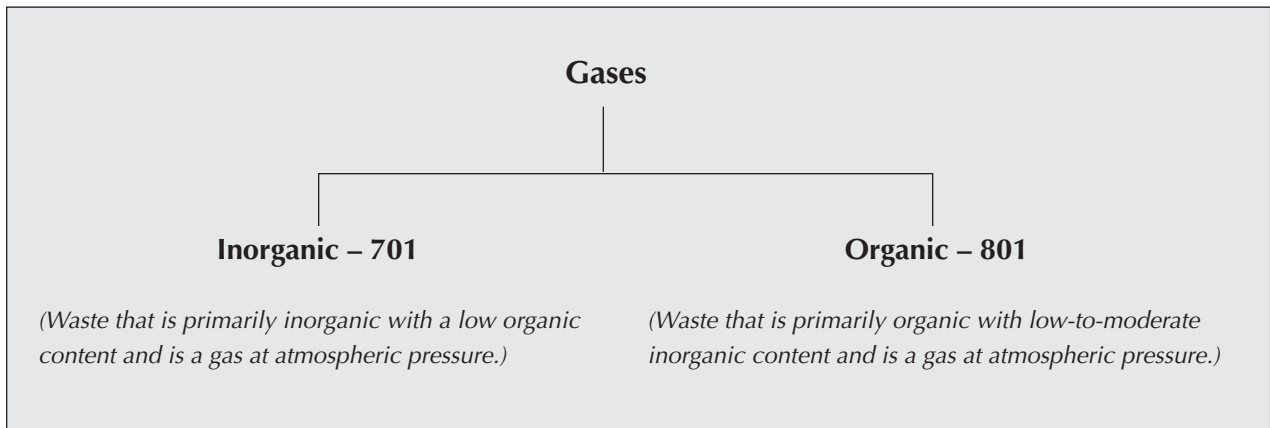 Gases
Inorganic – 701
(Waste that is primarily inorganic with a low organic
content and is a gas at atmospheric pressure.)
Organic – 801
(Waste that is primarily organic with low-to-moderate
inorganic content and is a gas at atmospheric pressure.)